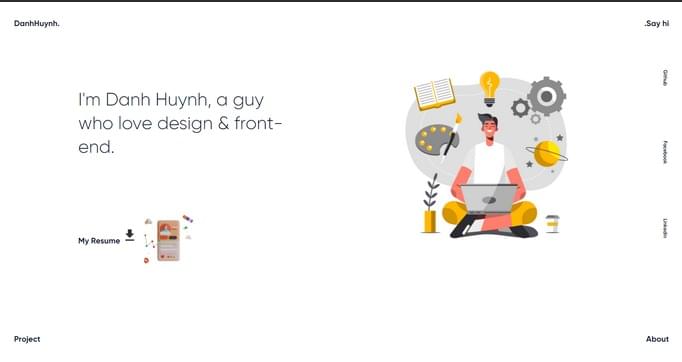 DanhHuynh.
.Say hi
I'm Danh Huynh, a guy
who love design & front-
end.
Github
Facebook
LinkedIn
My Resume
Project
About